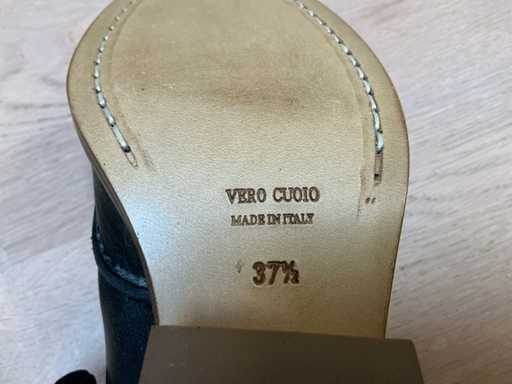 VERO CUOIO
MADE IN ITALY
37½